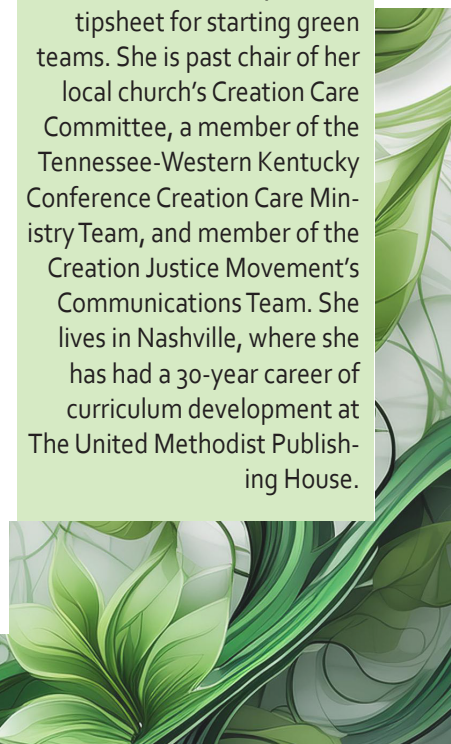 tipsheet for starting green
teams. She is past chair of her
local church’s Creation Care
Committee, a member of the
Tennessee-Western Kentucky
Conference Creation Care Min-
istry Team, and member of the
Creation Justice Movement’s
Communications Team. She
lives in Nashville, where she
has had a 30-year career of
curriculum development at
The United Methodist Publish-
ing House.